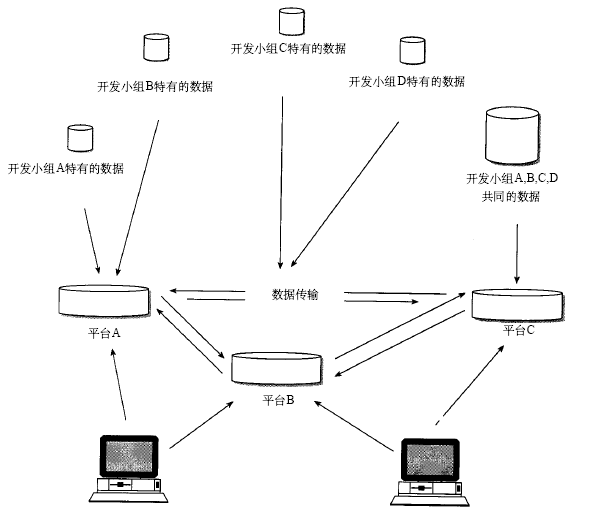 开发小组C特有的数据
开发小组B特有的数据
开发小组D特有的数据
开发小组A特有的数据
开发小组A,B,C,D
共同的数据
数据传输
平台A
平台C
平台B